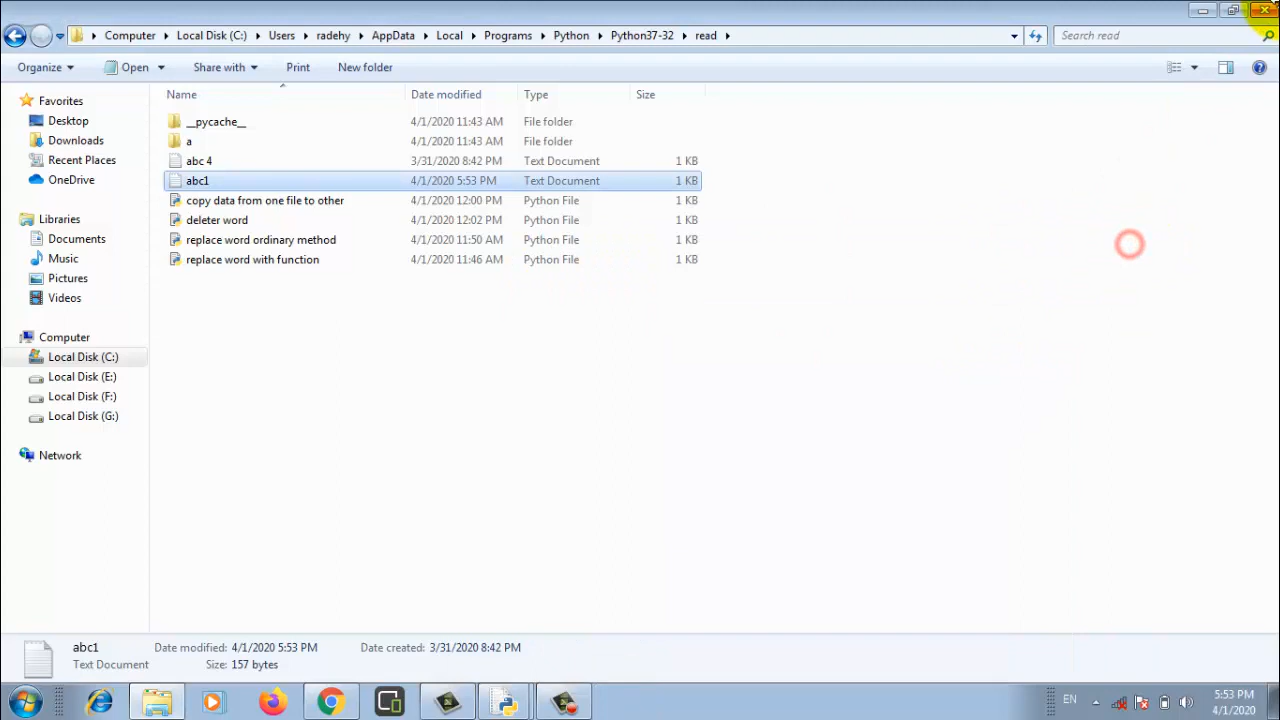 Computer Local Disk (C:) Users radehy AppData Local Programs Python Python37-32 read Search read
Organize Open Share with Print New folder
Name Date modified Type Size
Favorites
Desktop
Downloads
Recent Places
OneDrive
Libraries
Documents
Music
Pictures
Videos
Computer
Local Disk (C:)
Local Disk (E:)
Local Disk (F:)
Local Disk (G:)
Network
__pycache__ 4/1/2020 11:43 AM File folder
a 4/1/2020 11:43 AM File folder
abc 4 3/31/2020 8:42 PM Text Document 1 KB
abc1 4/1/2020 5:53 PM Text Document 1 KB
copy data from one file to other 4/1/2020 12:00 PM Python File 1 KB
deleter word 4/1/2020 12:02 PM Python File 1 KB
replace word ordinary method 4/1/2020 11:50 AM Python File 1 KB
replace word with function 4/1/2020 11:46 AM Python File 1 KB
abc1 Date modified: 4/1/2020 5:53 PM Date created: 3/31/2020 8:42 PM
Text Document Size: 157 bytes
EN 5:53 PM
4/1/2020